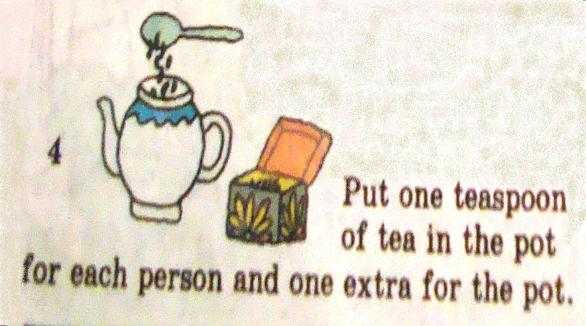 4
Put one teaspoon
of tea in the pot
for each person and one extra for the pot.